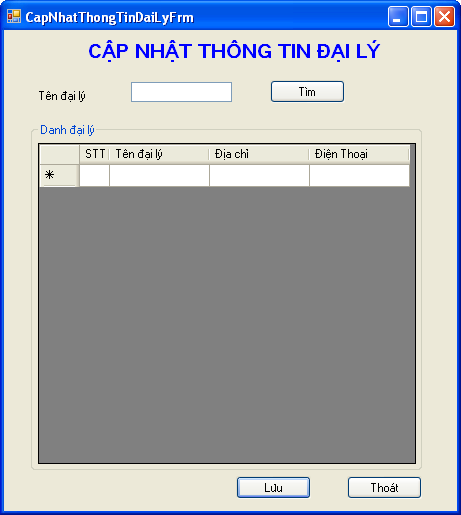 CapNhatThongTinDaiLyFrm
CẬP NHẬT THÔNG TIN ĐẠI LÝ
Tên đại lý Tìm
Danh đại lý
STT Tên đại lý Địa chỉ Điện Thoại
Lưu Thoát